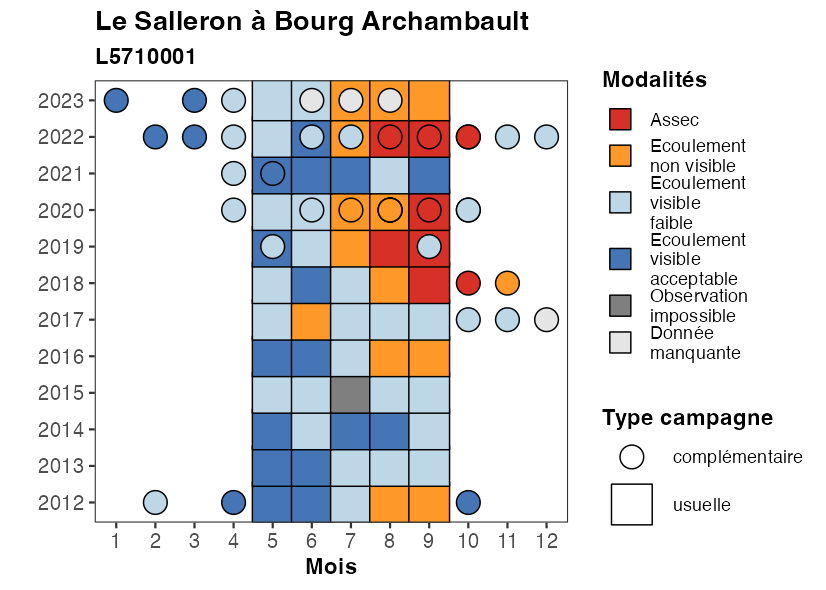 Le Salleron à Bourg Archambault
L5710001
2023
2022
2021
2020
2019
2018
2017
2016
2015
2014
2013
2012
1 2 3 4 5 6 7 8 9 10 11 12
Mois
Modalités
Assec
Ecoulement
non visible
Ecoulement
visible
faible
Ecoulement
visible
acceptable
Observation
impossible
Donnée
manquante
Type campagne
complémentaire
usuelle